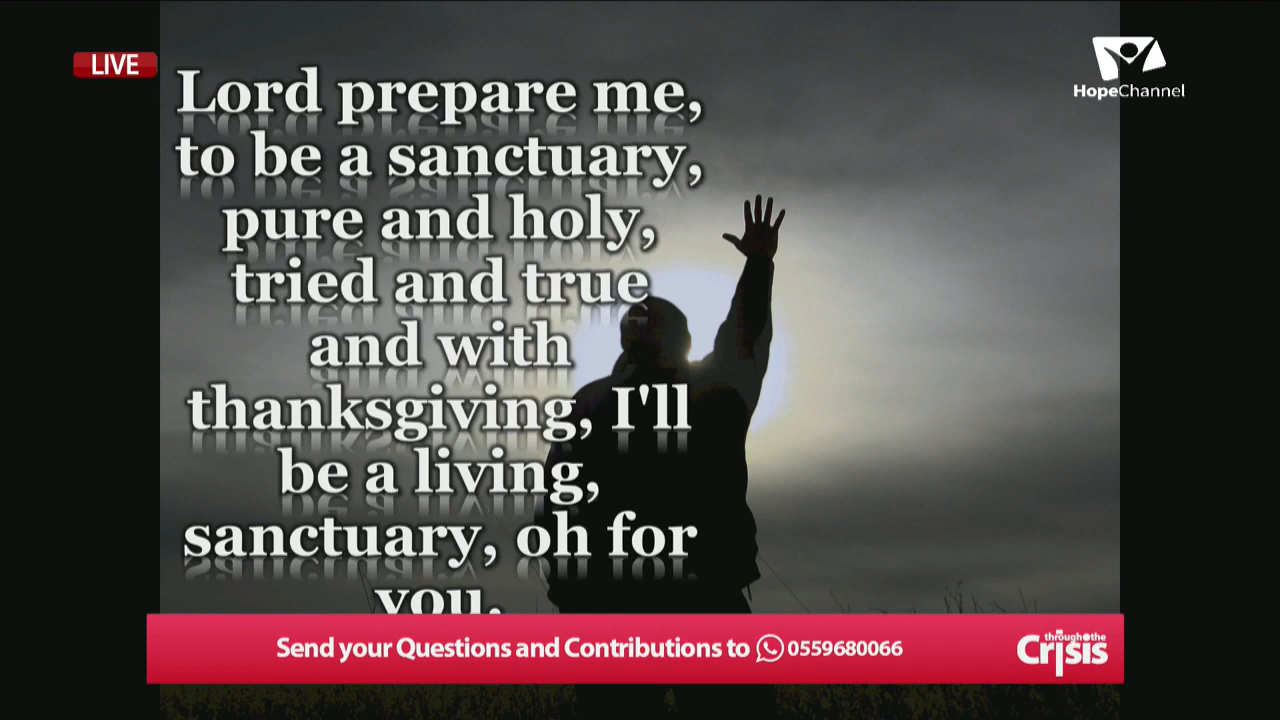 LIVE
HopeChannel
Lord prepare me,
to be a sanctuary,
pure and holy,
tried and true
and with
thanksgiving, I'll
be a living,
sanctuary, oh for
you.
Send your Questions and Contributions to 0559680066
through the
Crisis